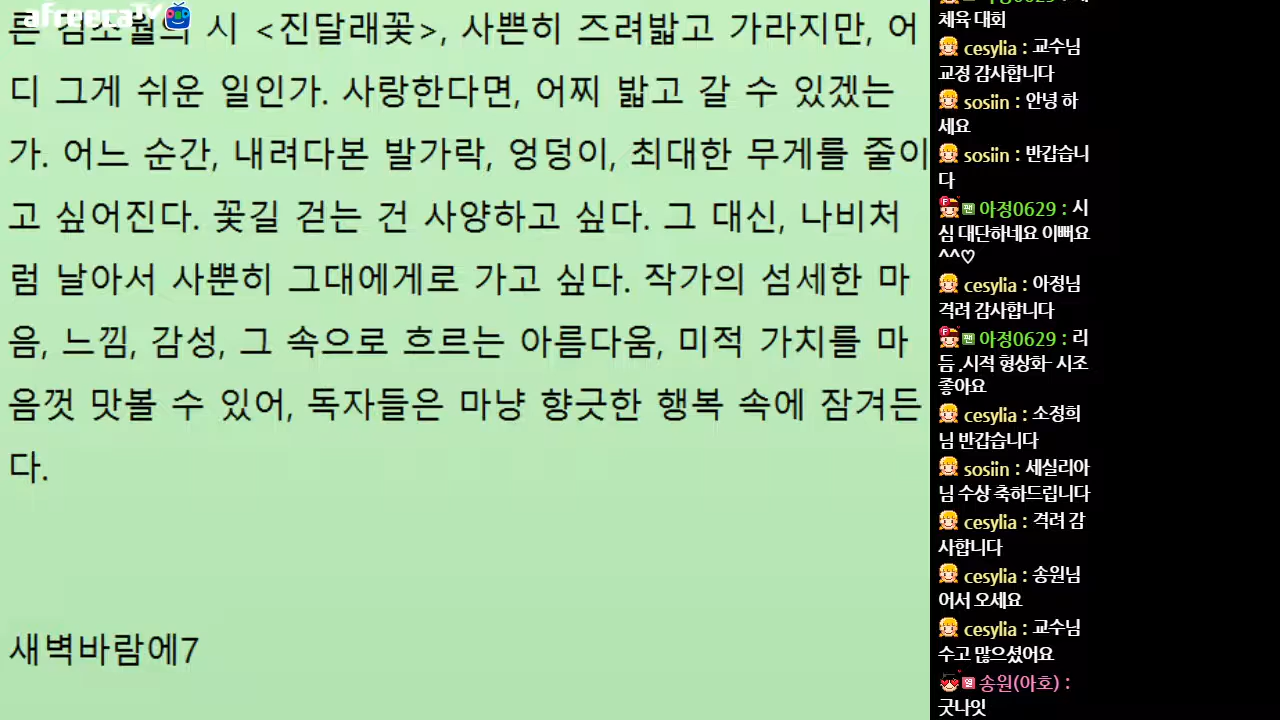 afreecaTV
른 김소월의 시 <진달래꽃>, 사뿐히 즈려밟고 가라지만, 어
디 그게 쉬운 일인가. 사랑한다면, 어찌 밟고 갈 수 있겠는
가. 어느 순간, 내려다본 발가락, 엉덩이, 최대한 무게를 줄이
고 싶어진다. 꽃길 걷는 건 사양하고 싶다. 그 대신, 나비처
럼 날아서 사뿐히 그대에게로 가고 싶다. 작가의 섬세한 마
음, 느낌, 감성, 그 속으로 흐르는 아름다움, 미적 가치를 마
음껏 맛볼 수 있어, 독자들은 마냥 향긋한 행복 속에 잠겨든
다.
새벽바람에7
체육 대회
cesylia : 교수님
교정 감사합니다
sosiin : 안녕 하
세요
sosiin : 반갑습니
다
아정0629 : 시
심 대단하네요 이뻐요
^^♡
cesylia : 아정님
격려 감사합니다
아정0629 : 리
듬 ,시적 형상화- 시조
좋아요
cesylia : 소정희
님 반갑습니다
sosiin : 세실리아
님 수상 축하드립니다
cesylia : 격려 감
사합니다
cesylia : 송원님
어서 오세요
cesylia : 교수님
수고 많으셨어요
송원(아호) :
굿나잇